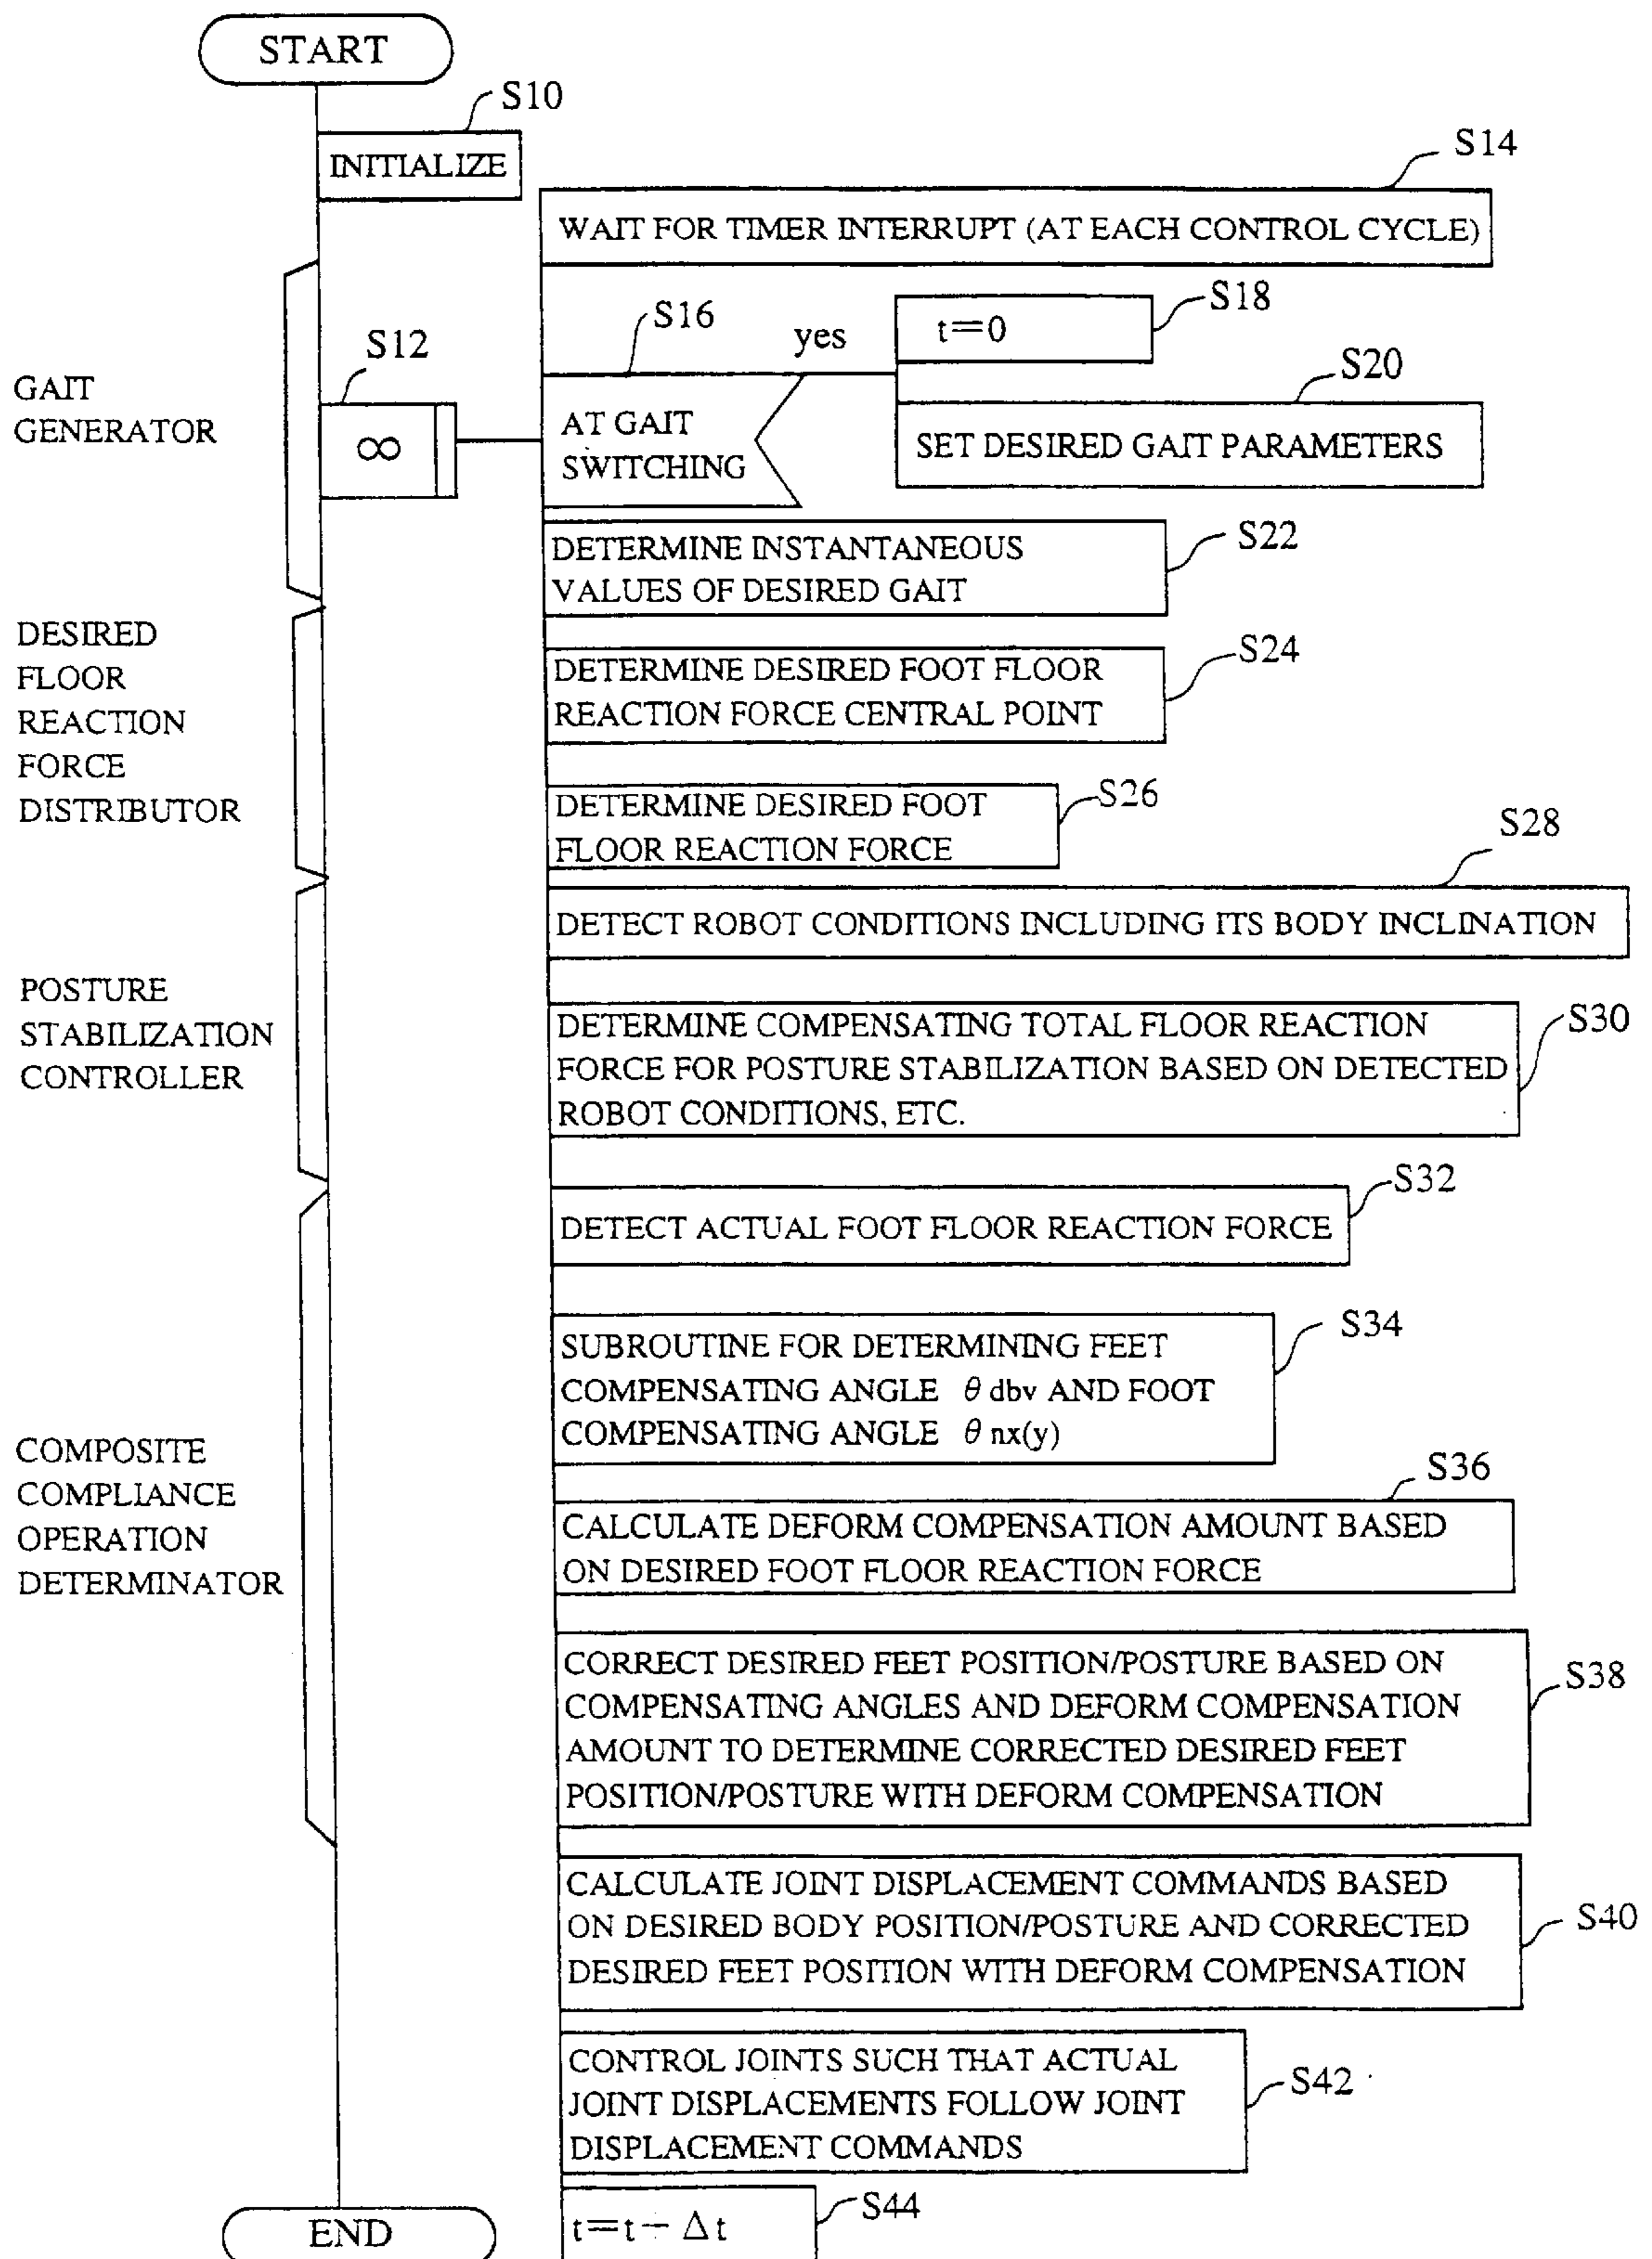 START
S10
INITIALIZE
S14
WAIT FOR TIMER INTERRUPT (AT EACH CONTROL CYCLE)
S12
∞
S16
AT GAIT
SWITCHING
yes
S18
t=0
S20
SET DESIRED GAIT PARAMETERS
GAIT
GENERATOR
S22
DETERMINE INSTANTANEOUS
VALUES OF DESIRED GAIT
DESIRED
FLOOR
REACTION
FORCE
DISTRIBUTOR
S24
DETERMINE DESIRED FOOT FLOOR
REACTION FORCE CENTRAL POINT
S26
DETERMINE DESIRED FOOT
FLOOR REACTION FORCE
S28
DETECT ROBOT CONDITIONS INCLUDING ITS BODY INCLINATION
POSTURE
STABILIZATION
CONTROLLER
S30
DETERMINE COMPENSATING TOTAL FLOOR REACTION
FORCE FOR POSTURE STABILIZATION BASED ON DETECTED
ROBOT CONDITIONS, ETC.
S32
DETECT ACTUAL FOOT FLOOR REACTION FORCE
S34
SUBROUTINE FOR DETERMINING FEET
COMPENSATING ANGLE θ dbv AND FOOT
COMPENSATING ANGLE θ nx(y)
COMPOSITE
COMPLIANCE
OPERATION
DETERMINATOR
S36
CALCULATE DEFORM COMPENSATION AMOUNT BASED
ON DESIRED FOOT FLOOR REACTION FORCE
S38
CORRECT DESIRED FEET POSITION/POSTURE BASED ON
COMPENSATING ANGLES AND DEFORM COMPENSATION
AMOUNT TO DETERMINE CORRECTED DESIRED FEET
POSITION/POSTURE WITH DEFORM COMPENSATION
S40
CALCULATE JOINT DISPLACEMENT COMMANDS BASED
ON DESIRED BODY POSITION/POSTURE AND CORRECTED
DESIRED FEET POSITION WITH DEFORM COMPENSATION
S42
CONTROL JOINTS SUCH THAT ACTUAL
JOINT DISPLACEMENTS FOLLOW JOINT
DISPLACEMENT COMMANDS
S44
t=t+ Δt
END